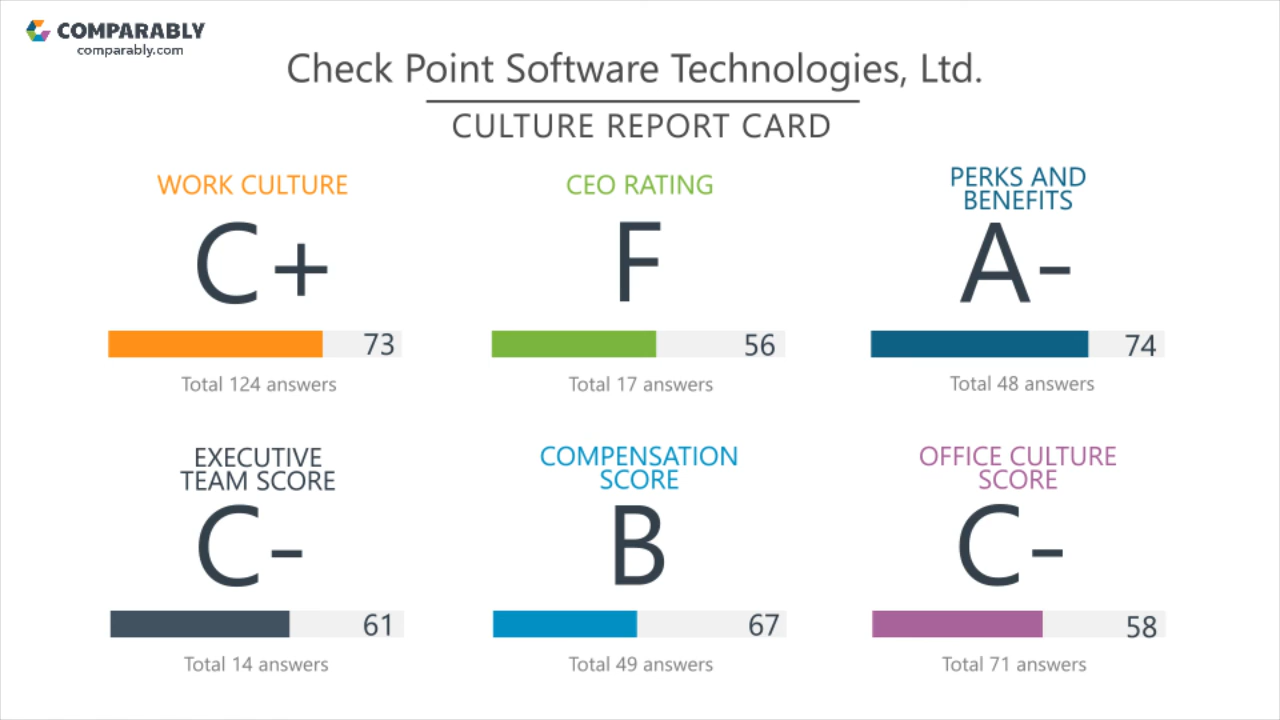 COMPARABLY
comparably.com
Check Point Software Technologies, Ltd.
CULTURE REPORT CARD
WORK CULTURE
C+
73
Total 124 answers
CEO RATING
F
56
Total 17 answers
PERKS AND
BENEFITS
A-
74
Total 48 answers
EXECUTIVE
TEAM SCORE
C-
61
Total 14 answers
COMPENSATION
SCORE
B
67
Total 49 answers
OFFICE CULTURE
SCORE
C-
58
Total 71 answers